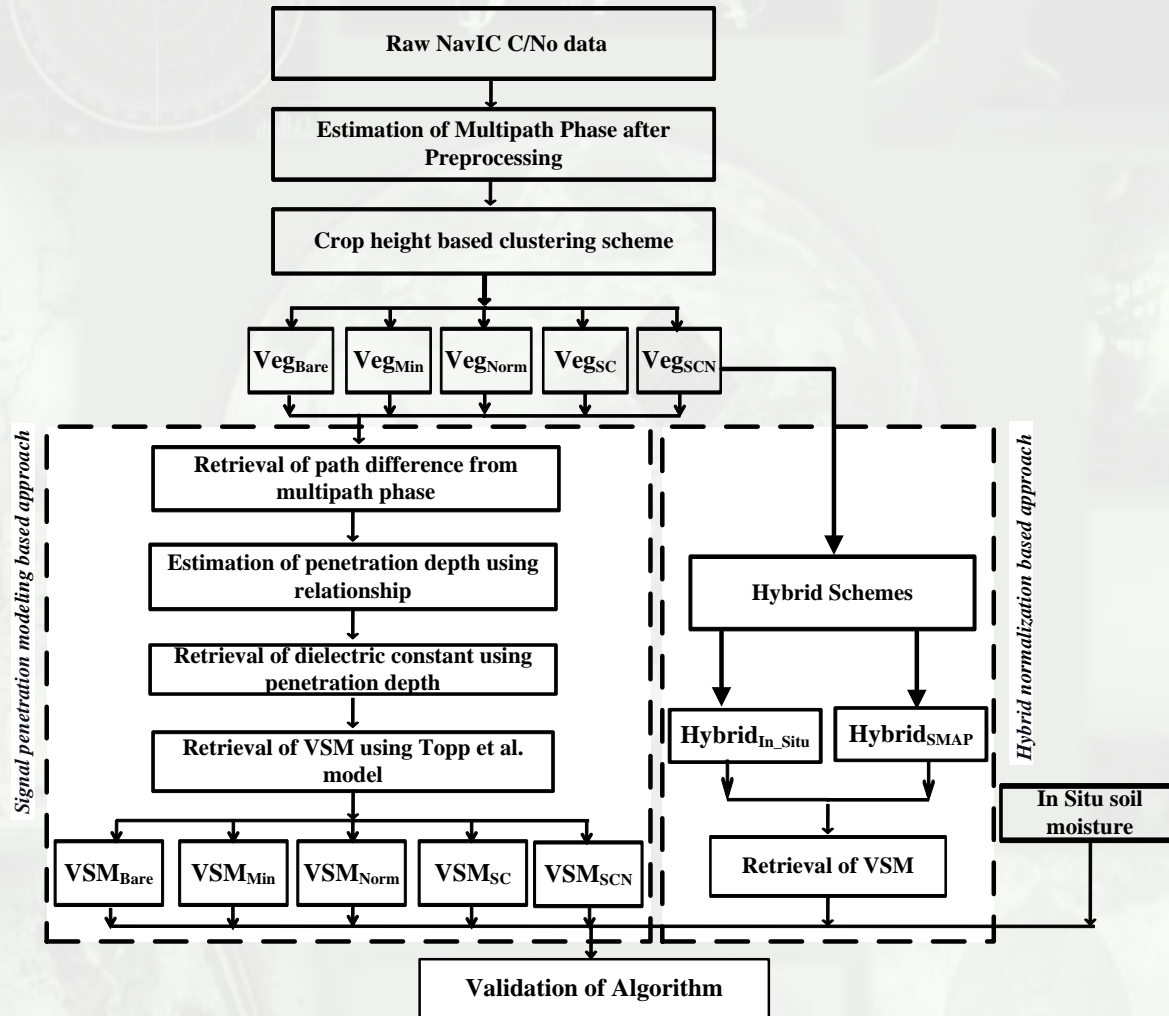 Raw NavIC C/No data
Estimation of Multipath Phase after
Preprocessing
Crop height based clustering scheme
VegBare
VegMin
VegNorm
VegSC
VegSCN
Signal penetration modeling based approach
Retrieval of path difference from
multipath phase
Estimation of penetration depth using
relationship
Retrieval of dielectric constant using
penetration depth
Retrieval of VSM using Topp et al.
model
VSMBare
VSMMin
VSMNorm
VSMSC
VSMSCN
Hybrid normalization based approach
Hybrid Schemes
HybridIn_Situ
HybridSMAP
Retrieval of VSM
In Situ soil
moisture
Validation of Algorithm